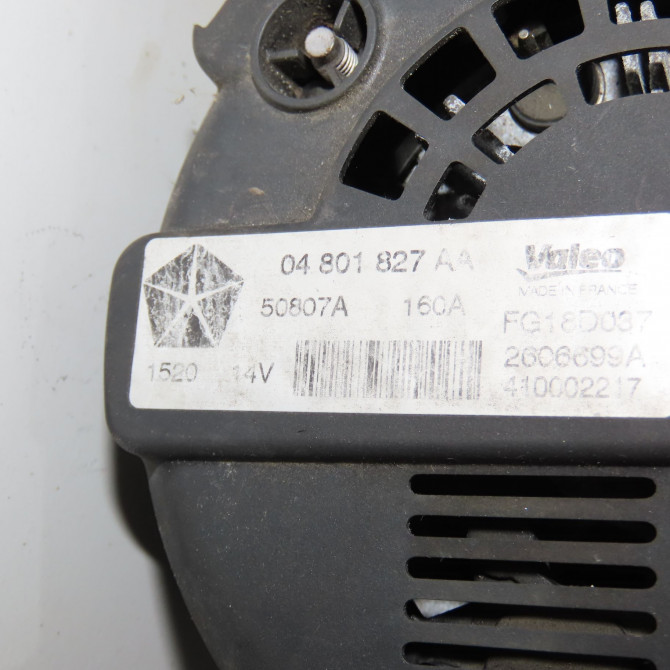 04 801 827 AA
Valeo
MADE IN FRANCE
50807A 160A
FG18D037
1520 14V
2606699A
410002217